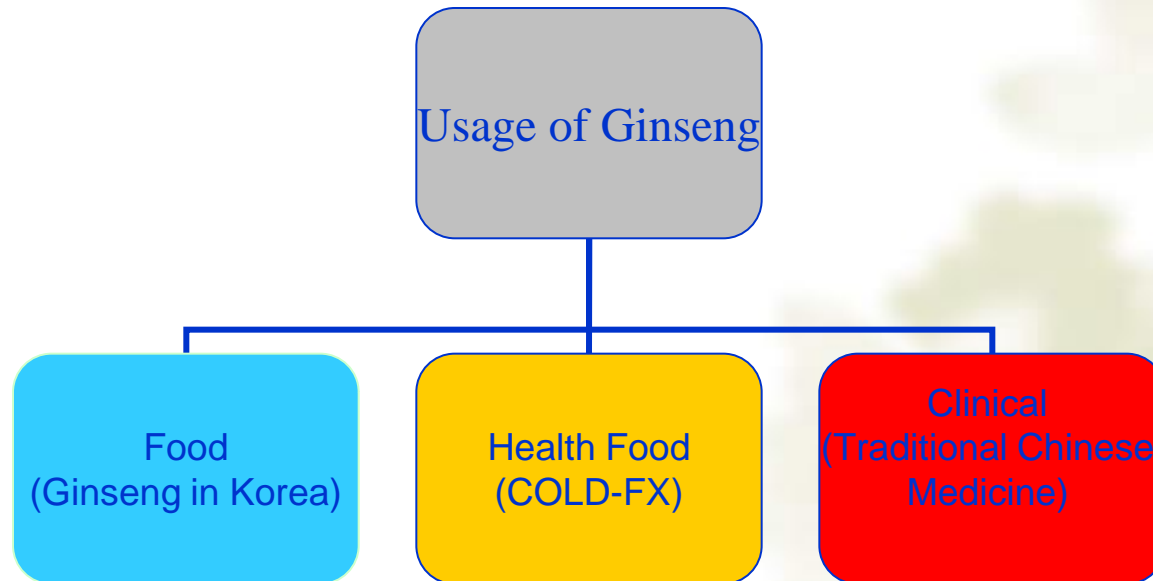 Usage of Ginseng
Food
(Ginseng in Korea)
Health Food
(COLD-FX)
Clinical
(Traditional Chinese
Medicine)